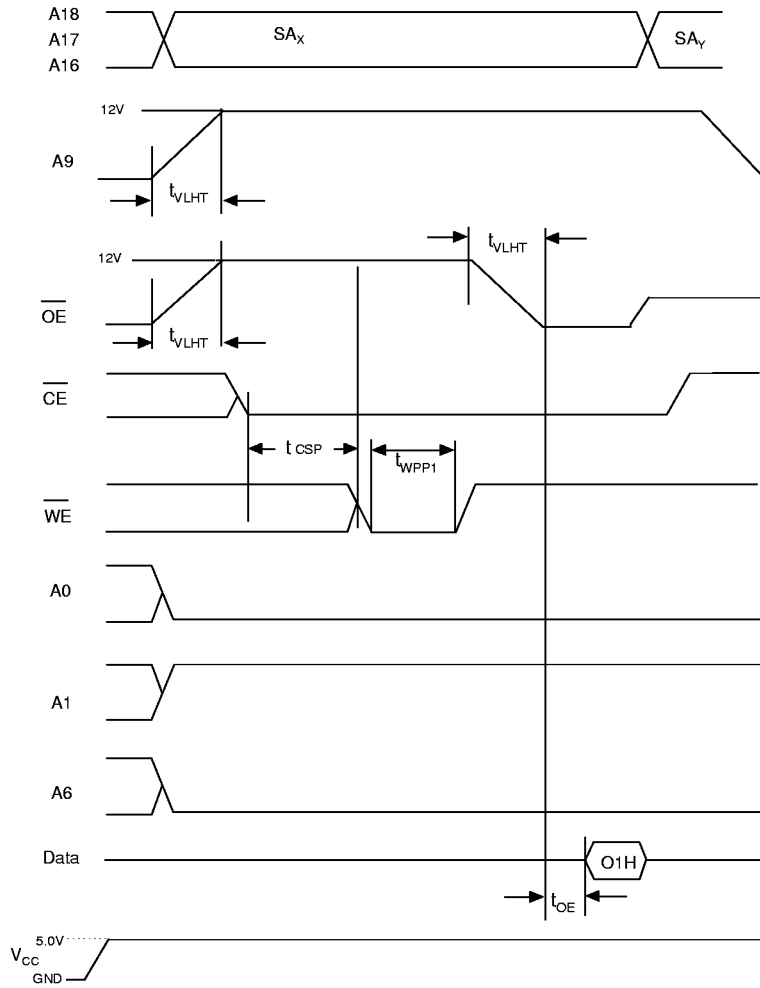 A18
A17
A16
SAX
SAY
12V
A9
tVLHT
tVLHT
12V
OE
tVLHT
CE
t CSP
tWPP1
WE
A0
A1
A6
Data
O1H
tOE
5.0V
VCC
GND